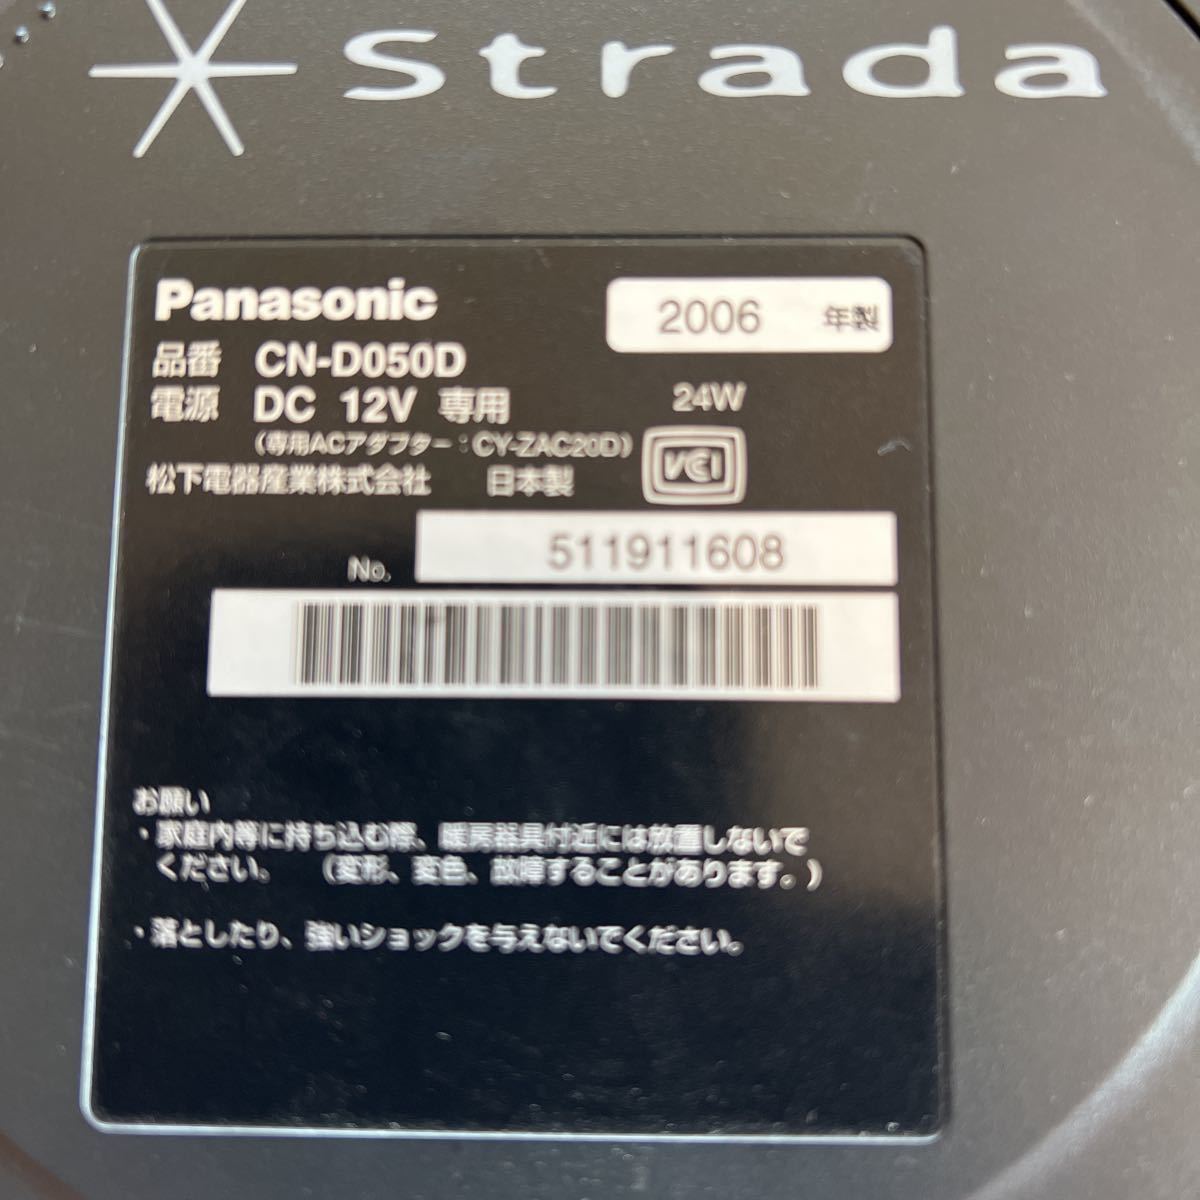 Strada
Panasonic
2006 年製
品番 CN-D050D
電源 DC 12V 専用 24W
(専用ACアダプター:CY-ZAC20D)
VCI
松下電器産業株式会社 日本製
No. 511911608
お願い
・家庭内等に持ち込む際、暖房器具付近には放置しないで
ください。 (変形、変色、故障することがあります。)
・落としたり、強いショックを与えないでください。